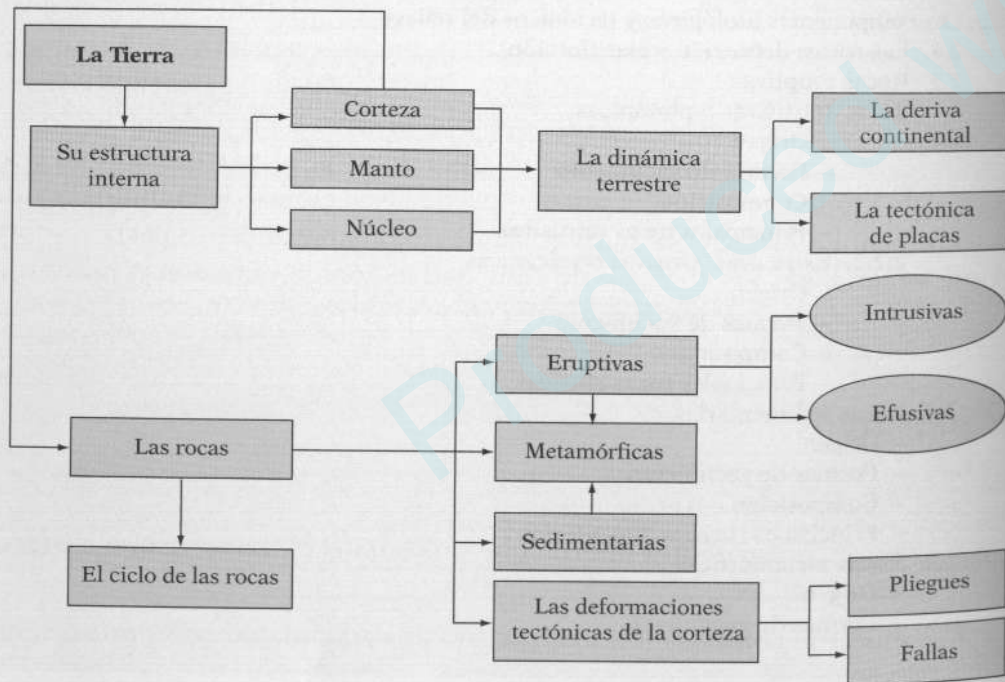 La Tierra
Su estructura
interna
Corteza
Manto
Núcleo
La dinámica
terrestre
La deriva
continental
La tectónica
de placas
Las rocas
El ciclo de las rocas
Eruptivas
Metamórficas
Sedimentarias
Las deformaciones
tectónicas de la corteza
Intrusivas
Efusivas
Pliegues
Fallas
Produced w